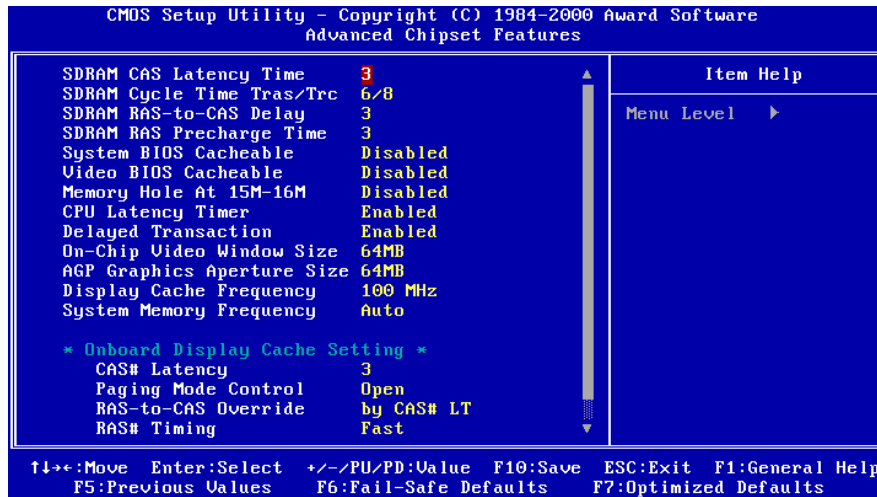 CMOS Setup Utility – Copyright (C) 1984–2000 Award Software
Advanced Chipset Features
SDRAM CAS Latency Time 3
SDRAM Cycle Time Tras/Trc 6/8
SDRAM RAS-to-CAS Delay 3
SDRAM RAS Precharge Time 3
System BIOS Cacheable Disabled
Video BIOS Cacheable Disabled
Memory Hole At 15M-16M Disabled
CPU Latency Timer Enabled
Delayed Transaction Enabled
On-Chip Video Window Size 64MB
AGP Graphics Aperture Size 64MB
Display Cache Frequency 100 MHz
System Memory Frequency Auto
* Onboard Display Cache Setting *
CAS# Latency 3
Paging Mode Control Open
RAS-to-CAS Override by CAS# LT
RAS# Timing Fast
Item Help
Menu Level ▶
↑↓→←:Move Enter:Select +/-/PU/PD:Value F10:Save ESC:Exit F1:General Help
F5:Previous Values F6:Fail-Safe Defaults F7:Optimized Defaults